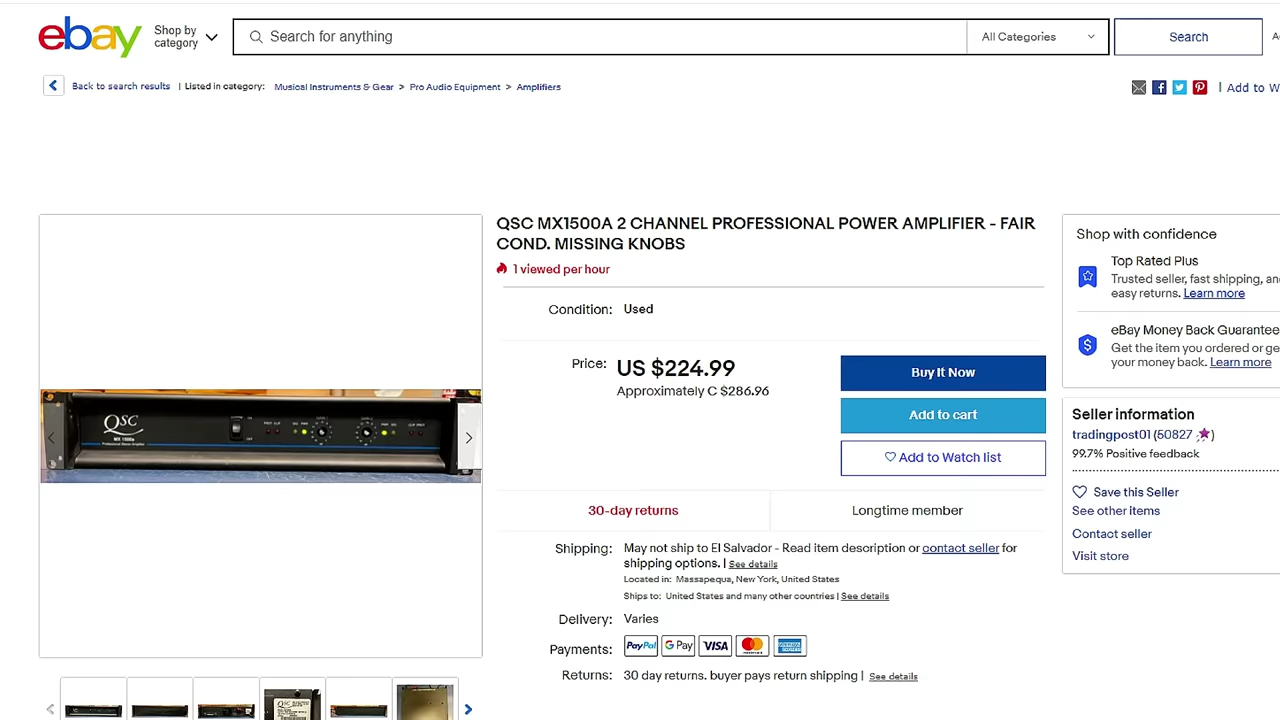 ebay
Shop by
category
Search for anything
All Categories
Search
Back to search results | Listed in category: Musical Instruments & Gear > Pro Audio Equipment > Amplifiers
| Add to W
QSC MX1500A 2 CHANNEL PROFESSIONAL POWER AMPLIFIER - FAIR
COND. MISSING KNOBS
1 viewed per hour
Condition: Used
Price: US $224.99
Approximately C $286.96
Buy It Now
Add to cart
Add to Watch list
30-day returns
Longtime member
Shipping: May not ship to El Salvador - Read item description or contact seller for
shipping options. | See details
Located in: Massapequa, New York, United States
Ships to: United States and many other countries | See details
Delivery: Varies
Payments: PayPal G Pay VISA
Returns: 30 day returns. buyer pays return shipping | See details
Shop with confidence
Top Rated Plus
Trusted seller, fast shipping, an
easy returns. Learn more
eBay Money Back Guarantee
Get the item you ordered or ge
your money back. Learn more
Seller information
tradingpost01 (50827)
99.7% Positive feedback
Save this Seller
See other items
Contact seller
Visit store
QSC
MX 1500a